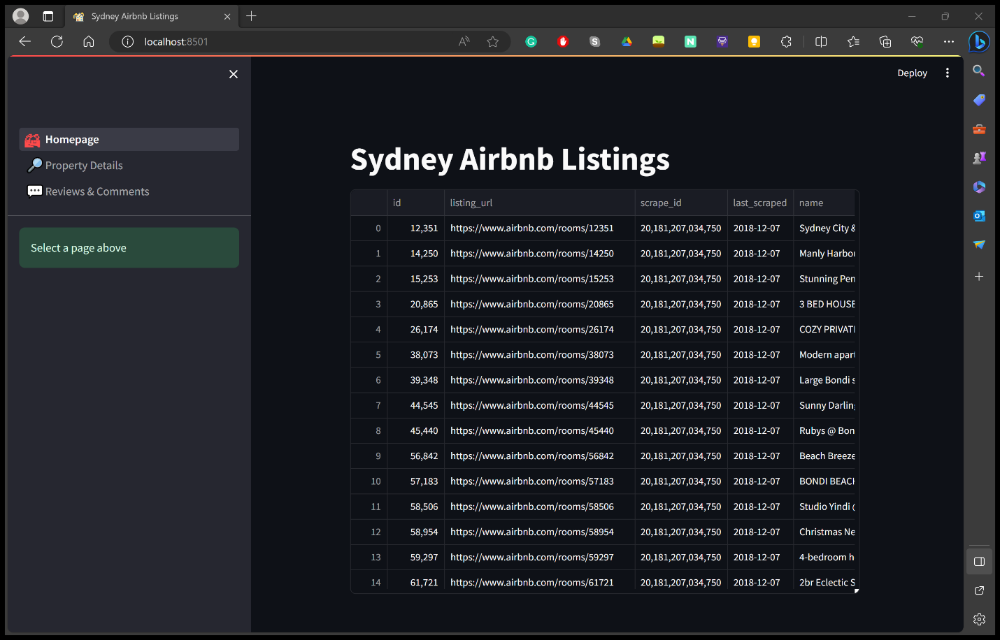 Sydney Airbnb Listings
localhost:8501
Deploy
Homepage
Property Details
Reviews & Comments
Select a page above
Sydney Airbnb Listings
id listing_url scrape_id last_scraped name
0 12,351 https://www.airbnb.com/rooms/12351 20,181,207,034,750 2018-12-07 Sydney City &
1 14,250 https://www.airbnb.com/rooms/14250 20,181,207,034,750 2018-12-07 Manly Harbou
2 15,253 https://www.airbnb.com/rooms/15253 20,181,207,034,750 2018-12-07 Stunning Pen
3 20,865 https://www.airbnb.com/rooms/20865 20,181,207,034,750 2018-12-07 3 BED HOUSE
4 26,174 https://www.airbnb.com/rooms/26174 20,181,207,034,750 2018-12-07 COZY PRIVATI
5 38,073 https://www.airbnb.com/rooms/38073 20,181,207,034,750 2018-12-07 Modern apart
6 39,348 https://www.airbnb.com/rooms/39348 20,181,207,034,750 2018-12-07 Large Bondi s
7 44,545 https://www.airbnb.com/rooms/44545 20,181,207,034,750 2018-12-07 Sunny Darling
8 45,440 https://www.airbnb.com/rooms/45440 20,181,207,034,750 2018-12-07 Rubys @ Bon
9 56,842 https://www.airbnb.com/rooms/56842 20,181,207,034,750 2018-12-07 Beach Breeze
10 57,183 https://www.airbnb.com/rooms/57183 20,181,207,034,750 2018-12-07 BONDI BEACH
11 58,506 https://www.airbnb.com/rooms/58506 20,181,207,034,750 2018-12-07 Studio Yindi @
12 58,954 https://www.airbnb.com/rooms/58954 20,181,207,034,750 2018-12-07 Christmas Ne
13 59,297 https://www.airbnb.com/rooms/59297 20,181,207,034,750 2018-12-07 4-bedroom h
14 61,721 https://www.airbnb.com/rooms/61721 20,181,207,034,750 2018-12-07 2br Eclectic S